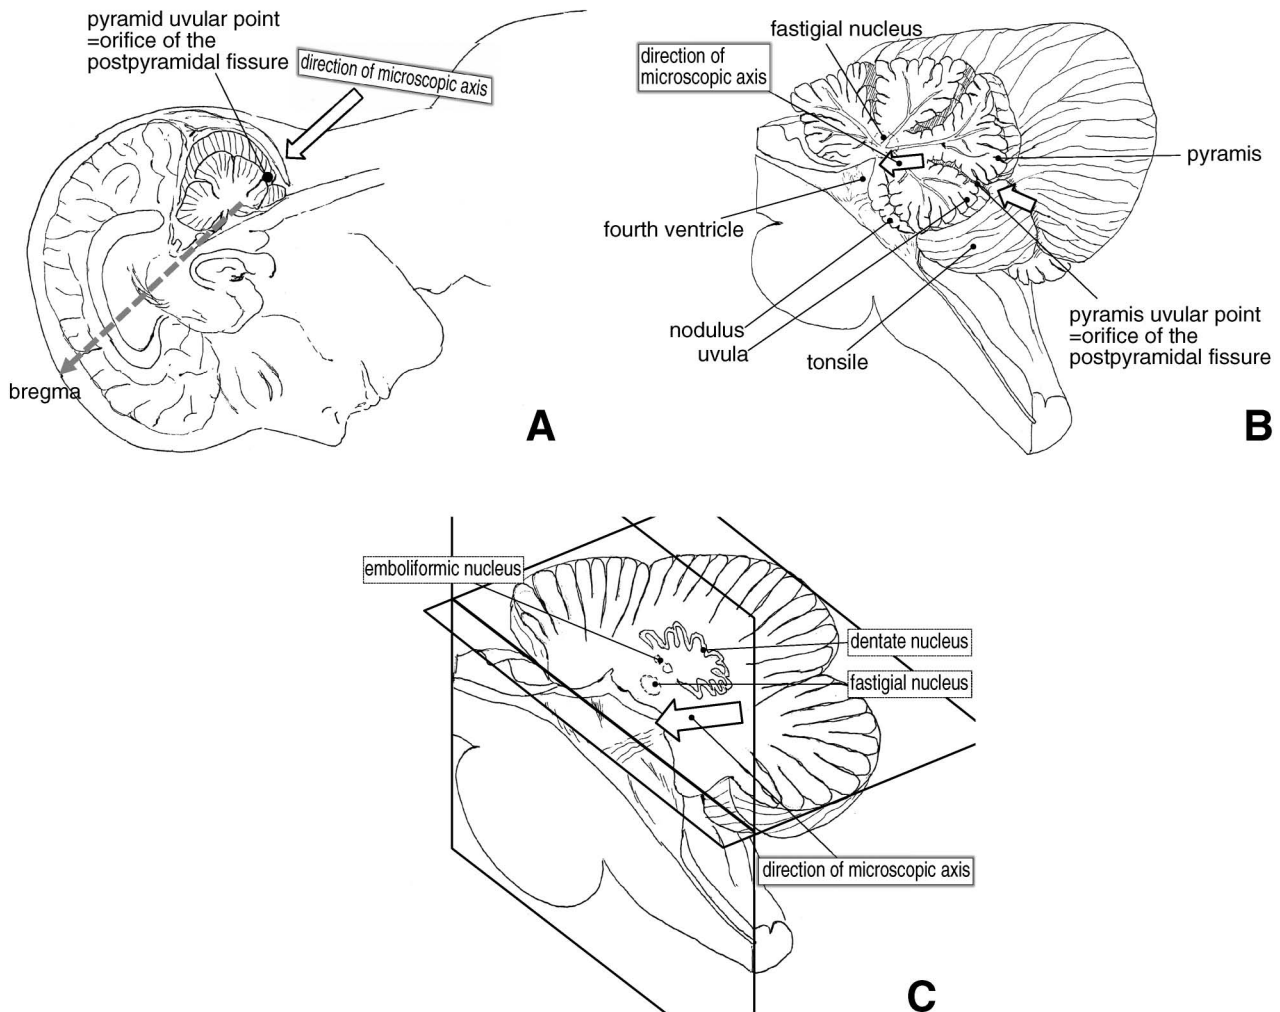 pyramid uvular point
=orifice of the
postpyramidal fissure
direction of microscopic axis
bregma
A
fastigial nucleus
direction of
microscopic axis
pyramis
fourth ventricle
nodulus
uvula
tonsile
pyramis uvular point
=orifice of the
postpyramidal fissure
B
emboliformic nucleus
dentate nucleus
fastigial nucleus
direction of microscopic axis
C